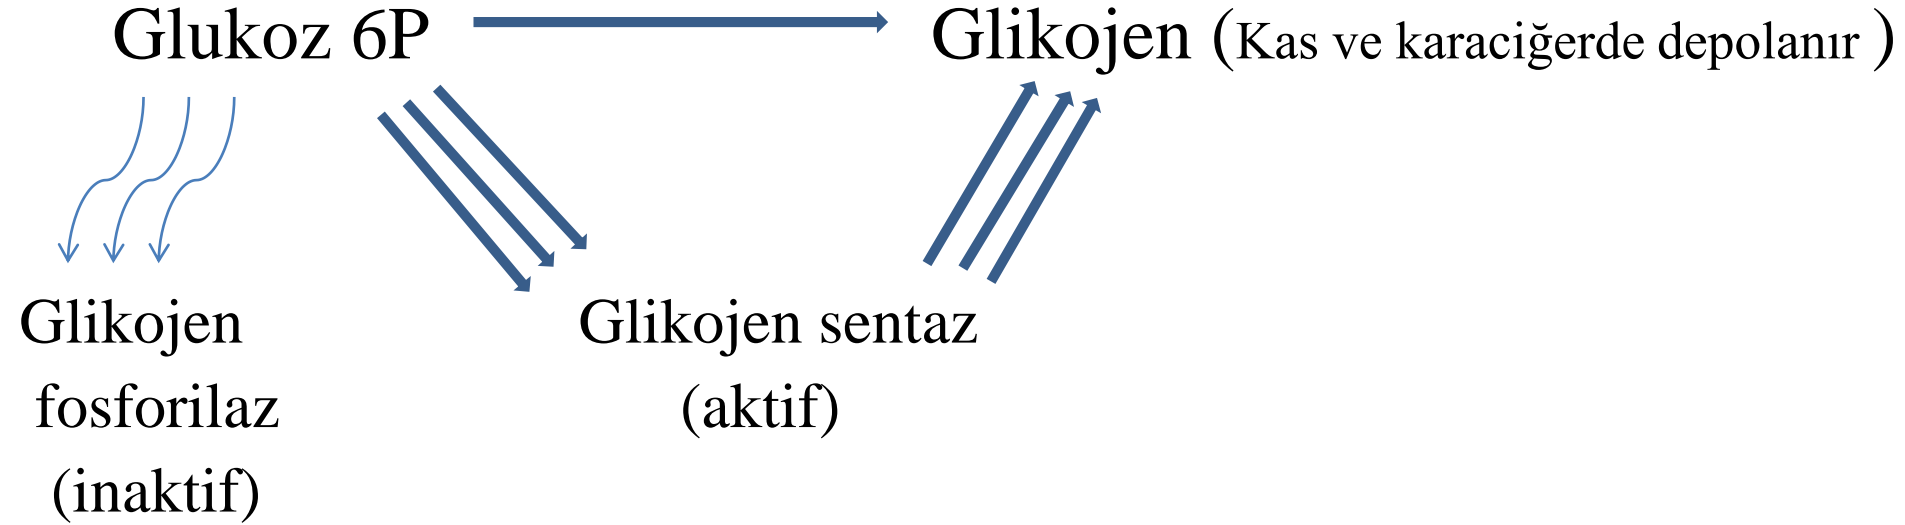 Glukoz 6P Glikojen (Kas ve karaciğerde depolanır )
Glikojen Glikojen sentaz
fosforilaz (aktif)
(inaktif)